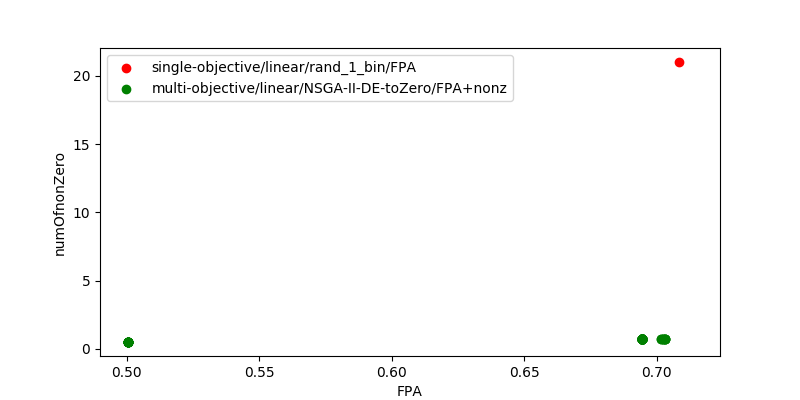 single-objective/linear/rand_1_bin/FPA
multi-objective/linear/NSGA-II-DE-toZero/FPA+nonz
numOfnonZero
20
15
10
5
0
0.50 0.55 0.60 0.65 0.70
FPA